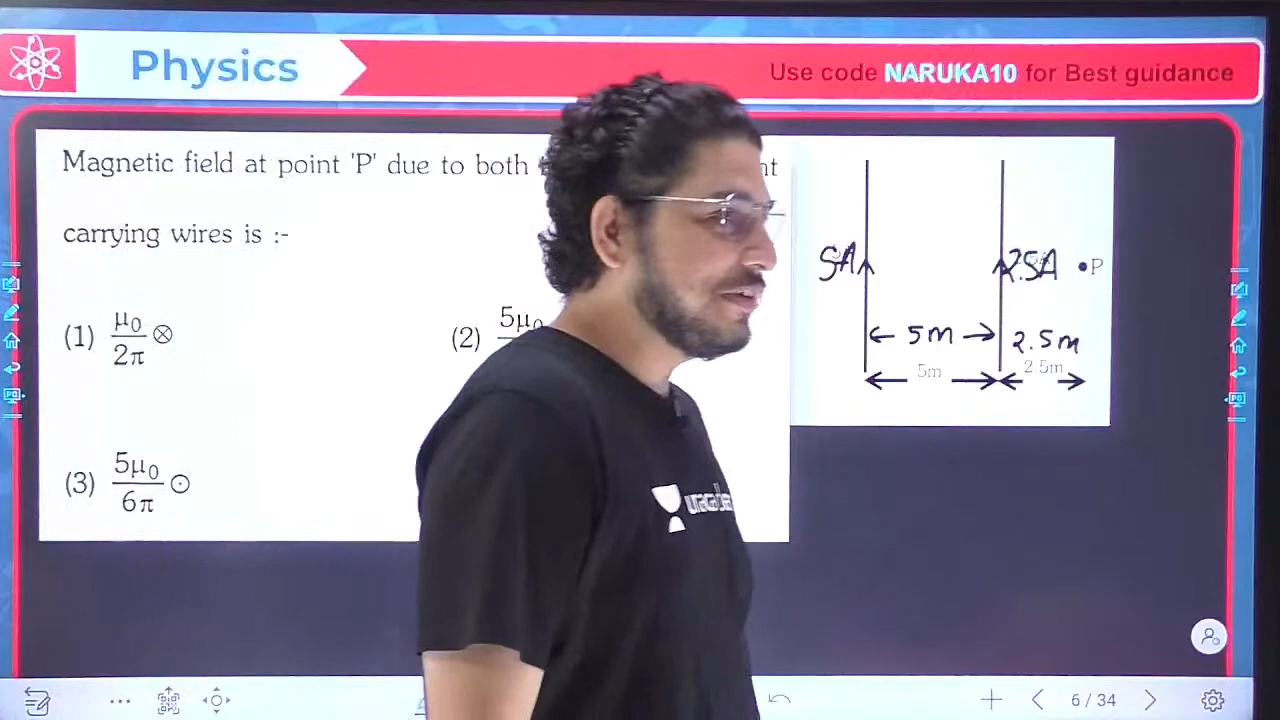 Physics
Use code NARUKA10 for Best guidance
Magnetic field at point 'P' due to both
carrying wires is :-
(1) μ₀/2π ⊗
(2) 5μ₀
(3) 5μ₀/6π ⊙
5A
2.5A
P
5m
2.5m
5m
2.5m
6 / 34